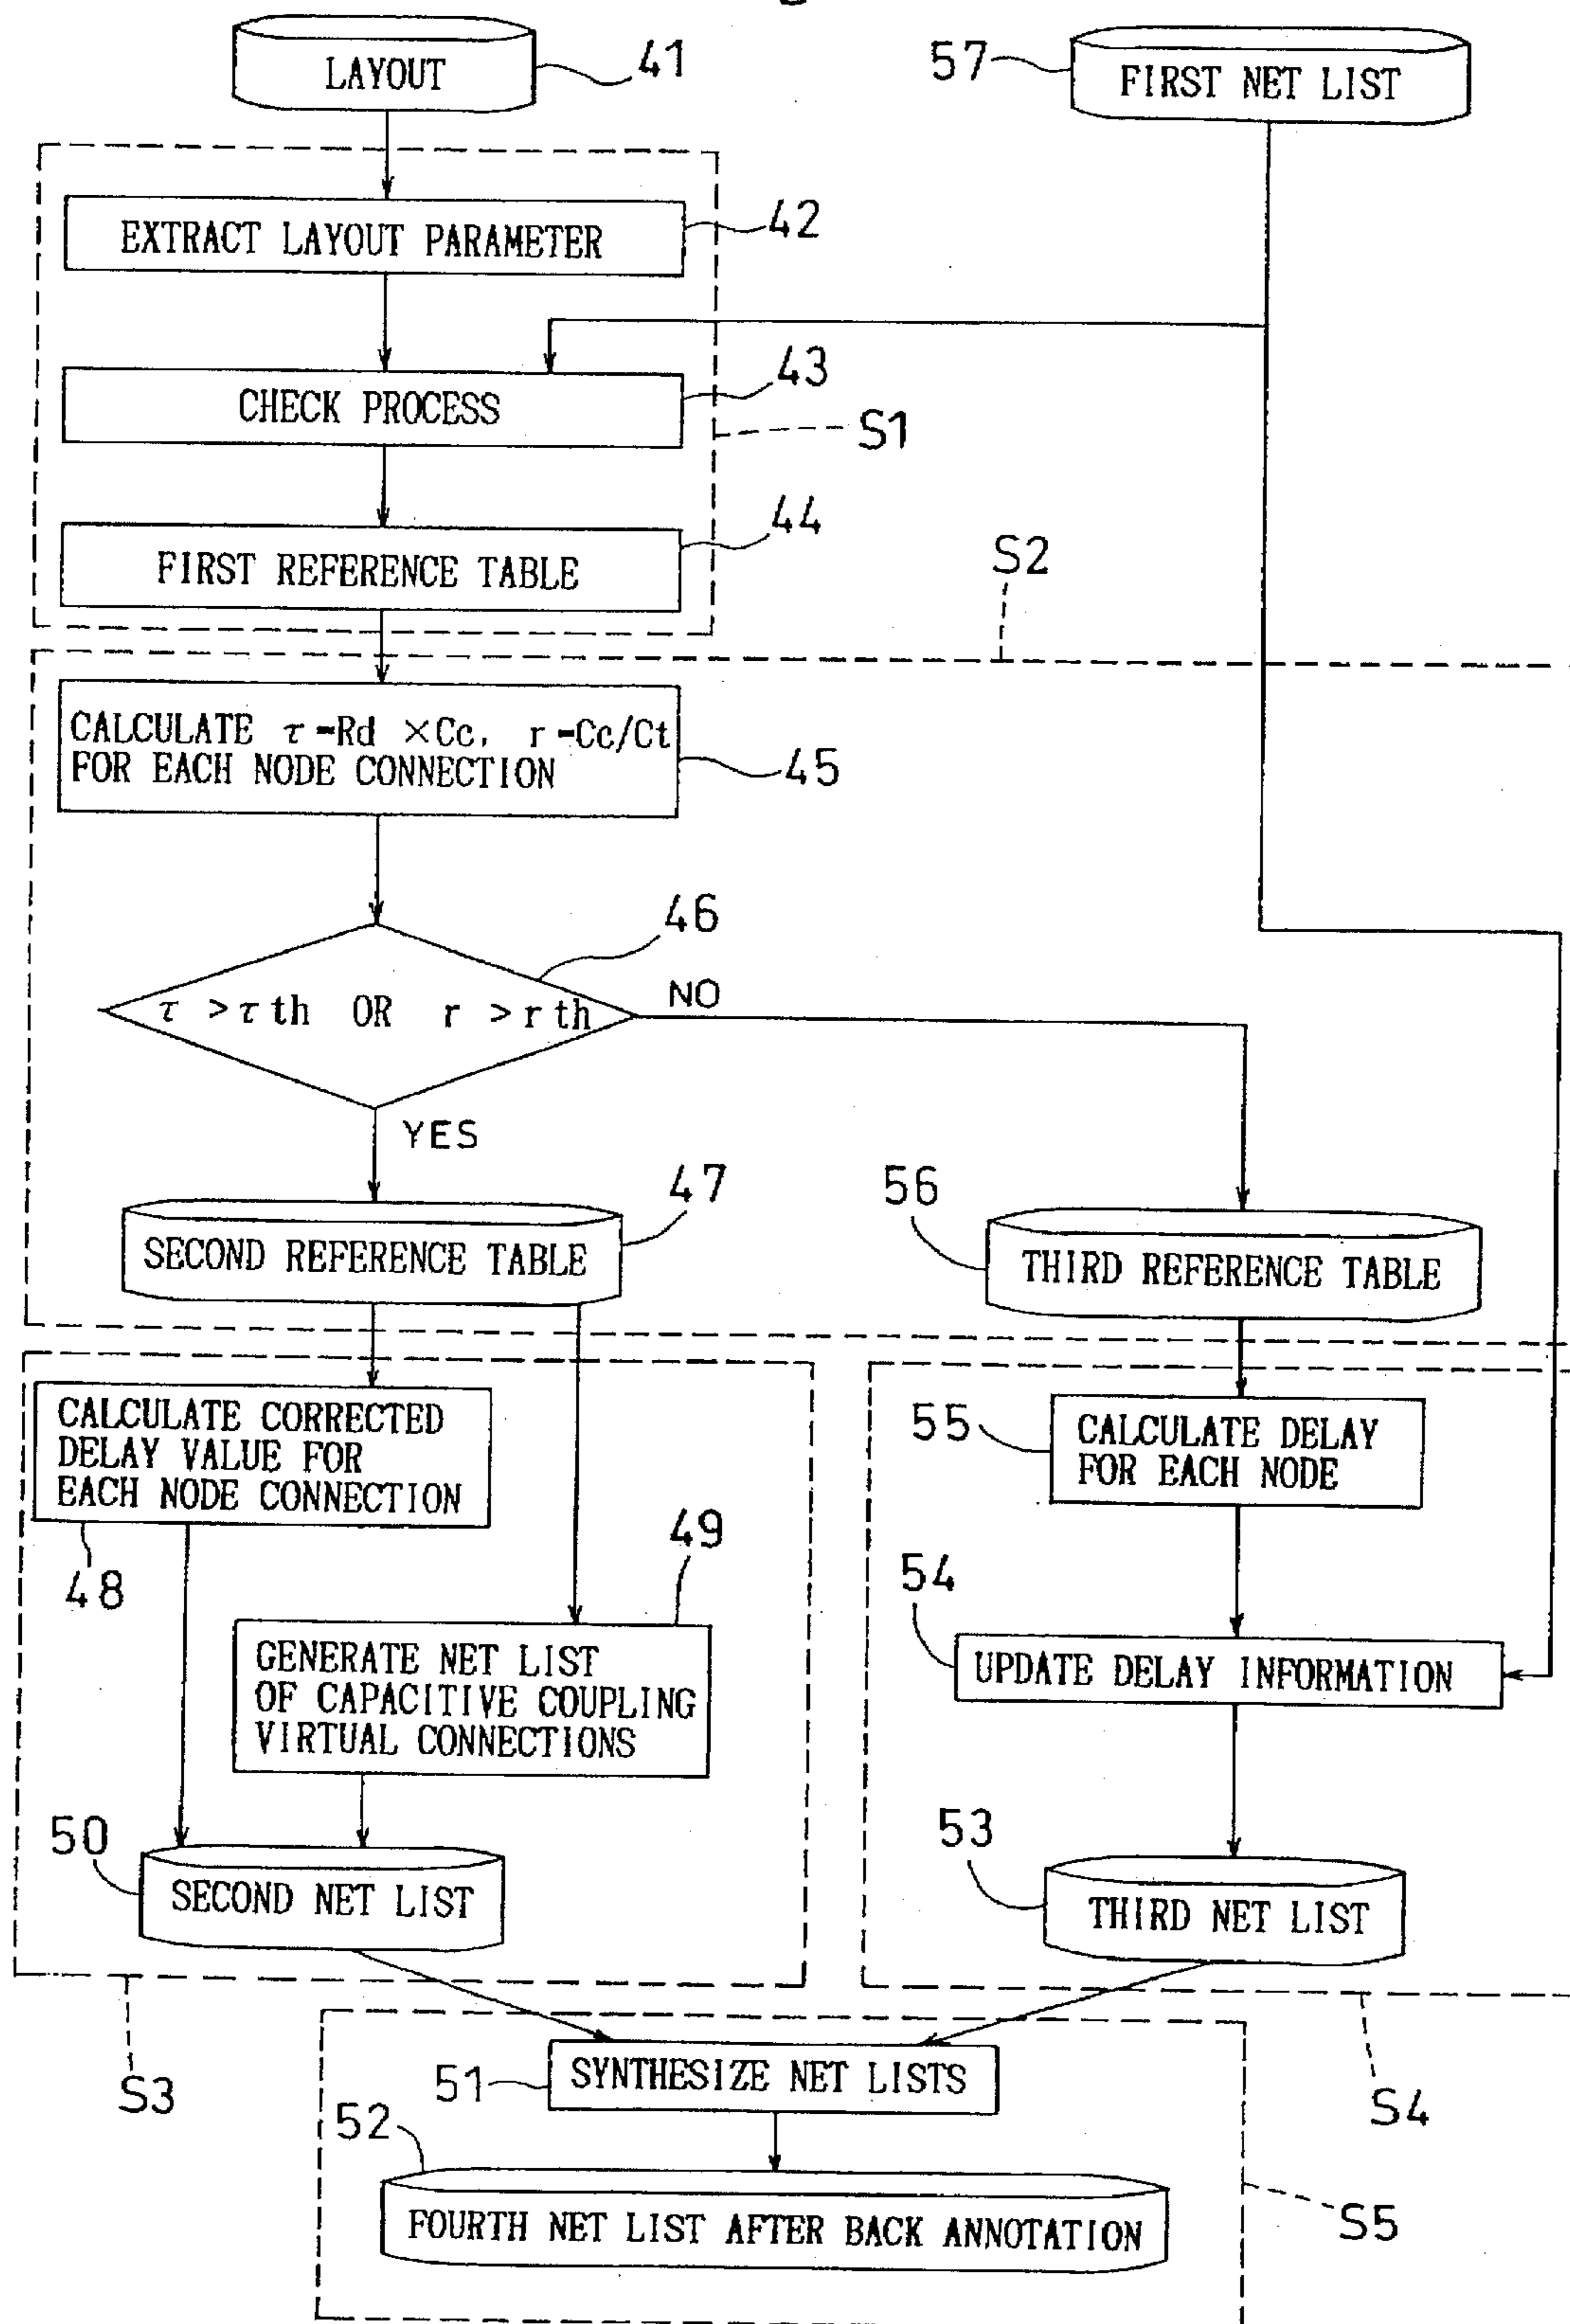 LAYOUT
41
57
FIRST NET LIST
EXTRACT LAYOUT PARAMETER
42
CHECK PROCESS
43
S1
FIRST REFERENCE TABLE
44
S2
CALCULATE τ=Rd ×Cc, r=Cc/Ct
FOR EACH NODE CONNECTION
45
46
τ >τth OR r >rth
NO
YES
47
SECOND REFERENCE TABLE
56
THIRD REFERENCE TABLE
CALCULATE CORRECTED
DELAY VALUE FOR
EACH NODE CONNECTION
48
55
CALCULATE DELAY
FOR EACH NODE
49
GENERATE NET LIST
OF CAPACITIVE COUPLING
VIRTUAL CONNECTIONS
54
UPDATE DELAY INFORMATION
50
SECOND NET LIST
53
THIRD NET LIST
S3
51
SYNTHESIZE NET LISTS
S4
52
FOURTH NET LIST AFTER BACK ANNOTATION
S5